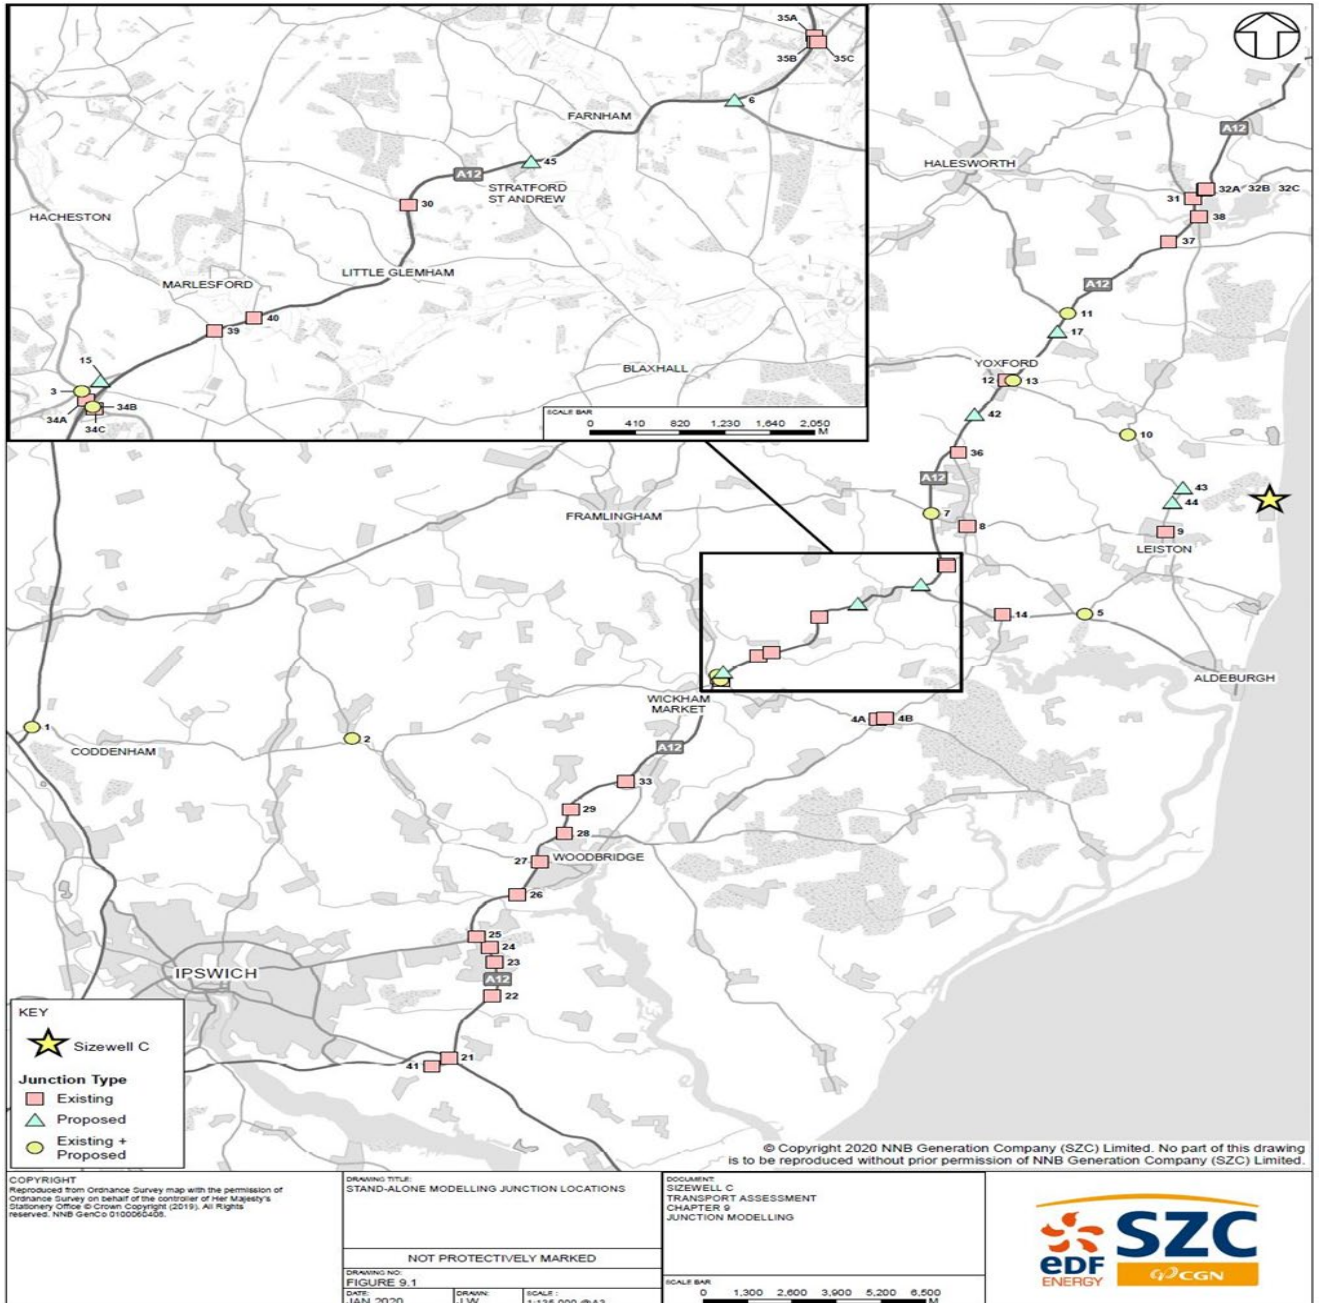 35A
35B
35C
6
FARNHAM
45
A12
STRATFORD
ST ANDREW
30
HACHESTON
LITTLE GLEMHAM
MARLESFORD
40
39
15
BLAXHALL
3
34B
34A
34C
SCALE BAR
0 410 820 1,230 1,640 2,050
M
A12
HALESWORTH
32A 32B 32C
31
38
37
A12
11
17
YOXFORD
12
13
42
10
36
A12
43
44
7
FRAMLINGHAM
8
9
LEISTON
14
5
ALDEBURGH
WICKHAM
MARKET
4A
4B
1
2
CODDENHAM
A12
33
29
28
27
WOODBRIDGE
26
25
24
23
IPSWICH
A12
22
21
41
KEY
Sizewell C
Junction Type
Existing
Proposed
Existing +
Proposed
© Copyright 2020 NNB Generation Company (SZC) Limited. No part of this drawing
is to be reproduced without prior permission of NNB Generation Company (SZC) Limited.
COPYRIGHT
Reproduced from Ordnance Survey map with the permission of
Ordnance Survey on behalf of the controller of Her Majesty's
Stationery Office © Crown Copyright (2019). All Rights
reserved. NNB GenCo 0100060408.
DRAWING TITLE:
STAND-ALONE MODELLING JUNCTION LOCATIONS
NOT PROTECTIVELY MARKED
DRAWING NO:
FIGURE 9.1
DATE:
JAN 2020
DRAWN:
J.W.
SCALE :
1:135,000 @A3
DOCUMENT:
SIZEWELL C
TRANSPORT ASSESSMENT
CHAPTER 9
JUNCTION MODELLING
SCALE BAR
0 1,300 2,600 3,900 5,200 6,500
M
eDF
ENERGY
SZC
CGN